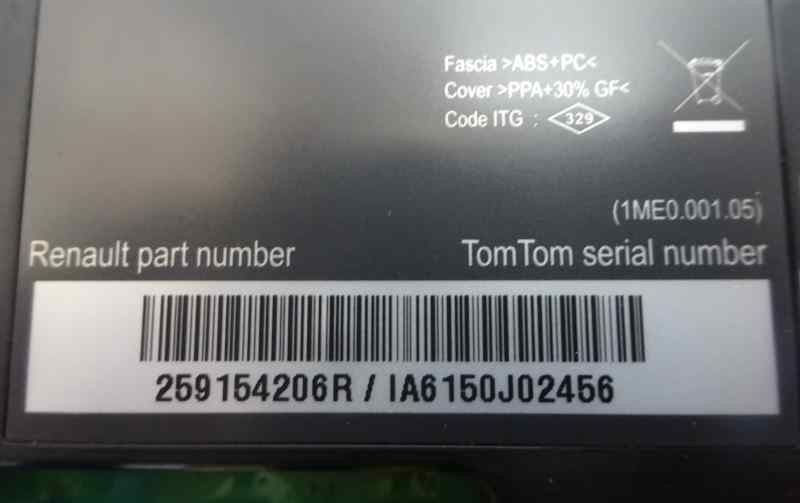 Fascia >ABS+PC<
Cover >PPA+30% GF<
Code ITG : 329
(1ME0.001.05)
Renault part number TomTom serial number
259154206R / IA6150J02456